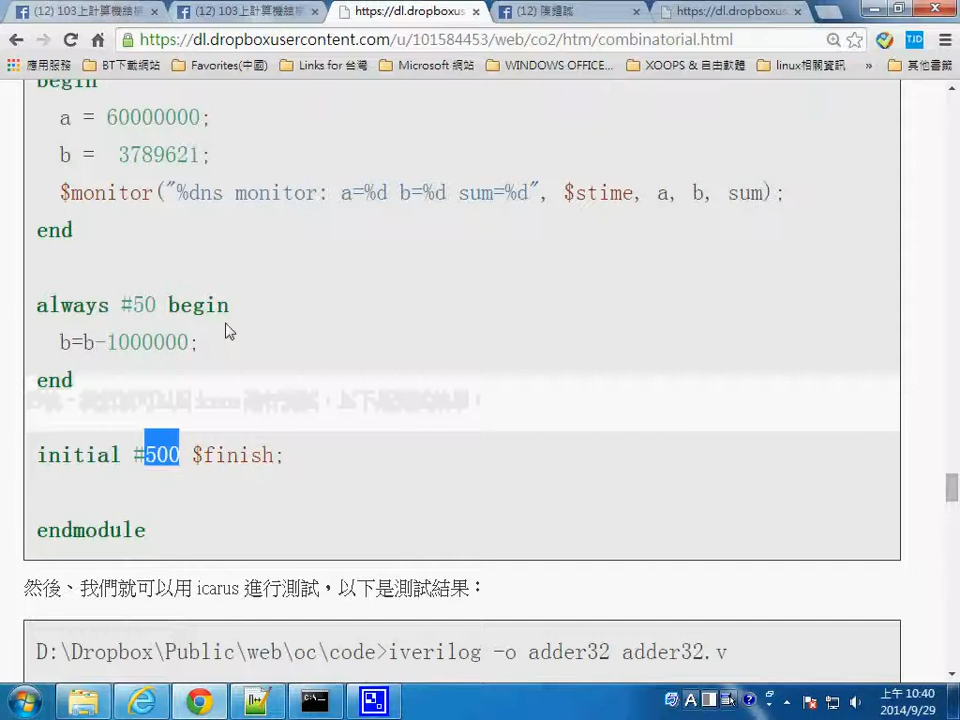 (12) 103上計算機結構 × (12) 103上計算機結構 × https://dl.dropboxus × (12) 陳鍾誠 × https://dl.dropboxus ×
https://dl.dropboxusercontent.com/u/101584453/web/co2/htm/combinatorial.html
應用服務 BT下載網站 Favorites(中國) Links for 台灣 Microsoft 網站 WINDOWS OFFICE... XOOPS & 自由軟體 linux相關資訊 » 其他書籤
begin
a = 60000000;
b = 3789621;
$monitor("%dns monitor: a=%d b=%d sum=%d", $stime, a, b, sum);
end
always #50 begin
b=b-1000000;
end
initial #500 $finish;
endmodule
然後、我們就可以用 icarus 進行測試，以下是測試結果：
D:\Dropbox\Public\web\oc\code>iverilog -o adder32 adder32.v
上午 10:40
2014/9/29